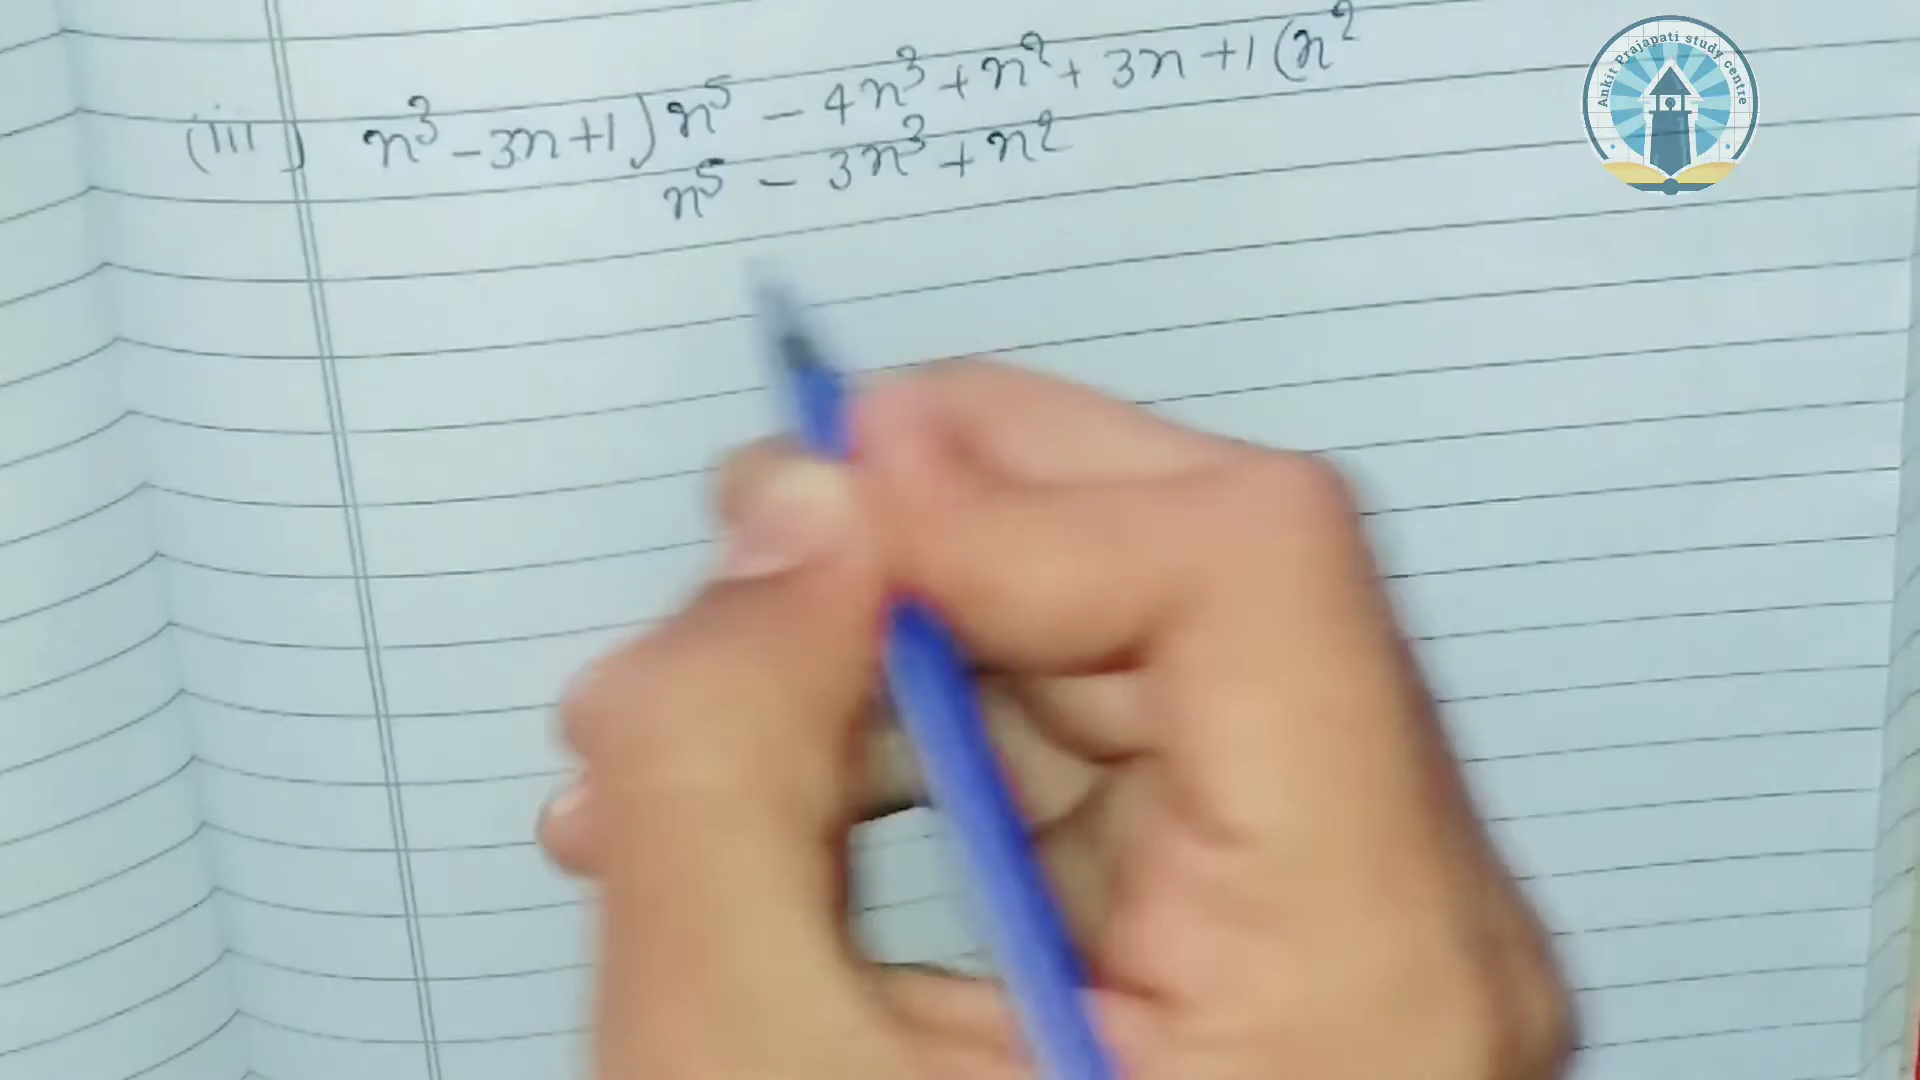 (iii) x³ - 3x + 1 ) x⁵ - 4x³ + x² + 3x + 1 ( x²
x⁵ - 3x³ + x²
Ankit Prajapati study centre